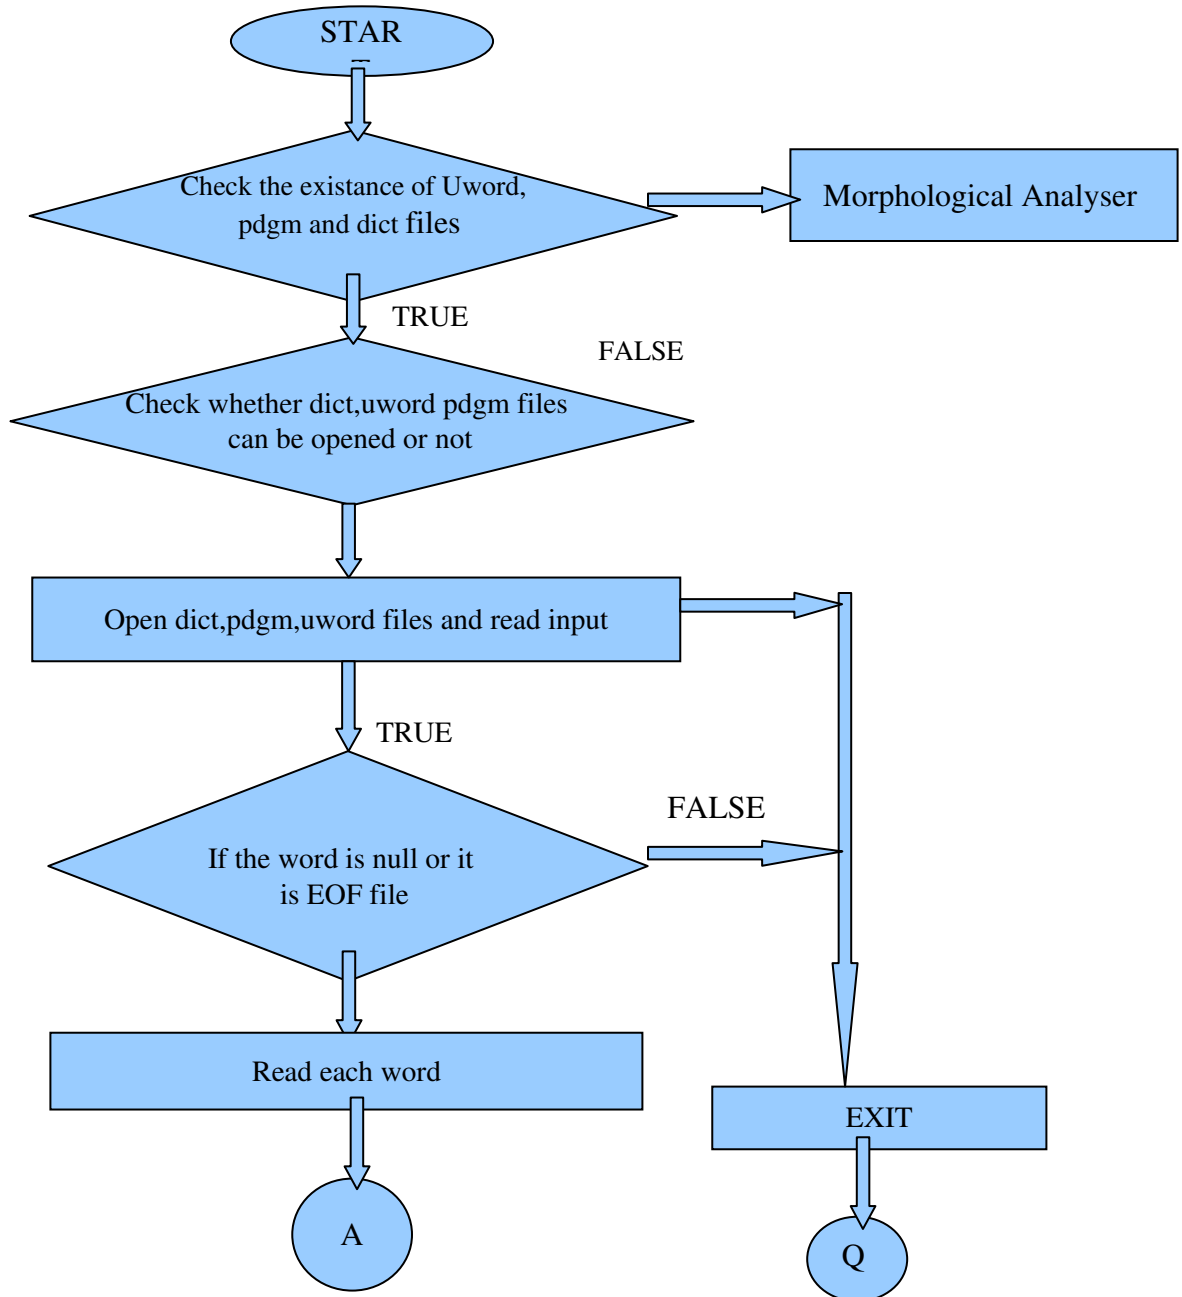 STAR
Check the existance of Uword,
pdgm and dict files
Morphological Analyser
TRUE
FALSE
Check whether dict,uword pdgm files
can be opened or not
Open dict,pdgm,uword files and read input
TRUE
FALSE
If the word is null or it
is EOF file
Read each word
EXIT
A
Q